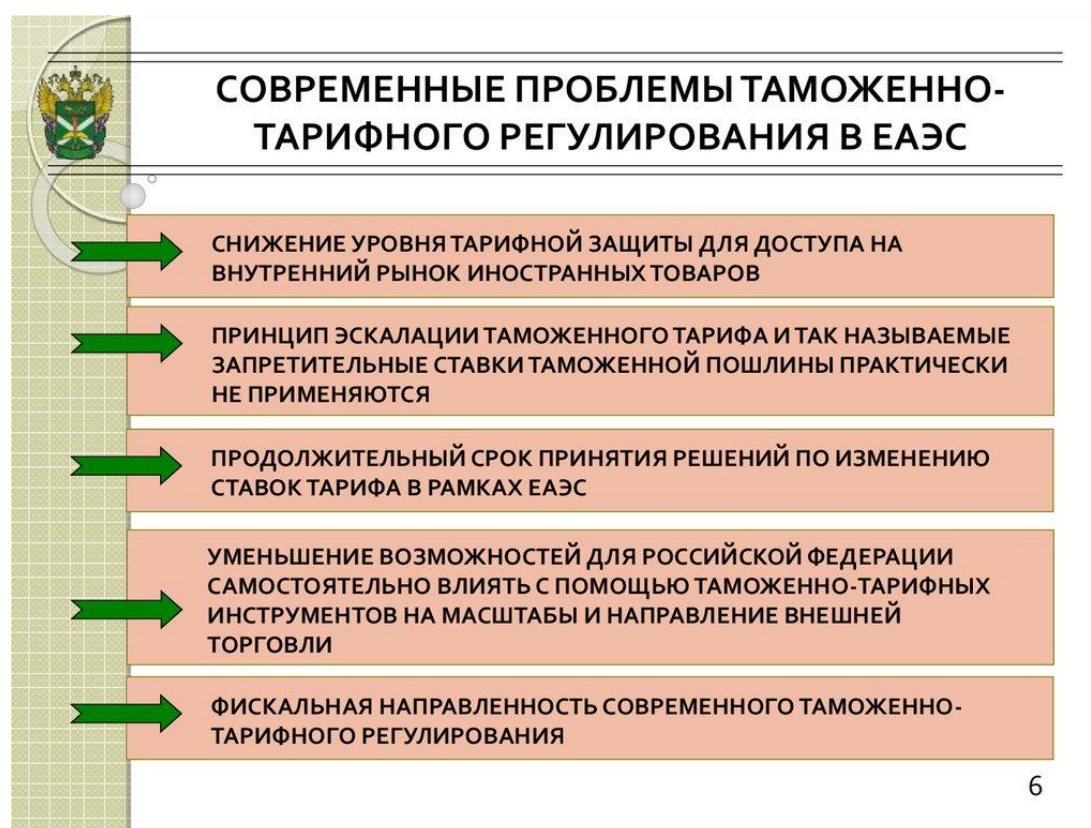 СОВРЕМЕННЫЕ ПРОБЛЕМЫ ТАМОЖЕННО-
ТАРИФНОГО РЕГУЛИРОВАНИЯ В ЕАЭС
СНИЖЕНИЕ УРОВНЯ ТАРИФНОЙ ЗАЩИТЫ ДЛЯ ДОСТУПА НА
ВНУТРЕННИЙ РЫНОК ИНОСТРАННЫХ ТОВАРОВ
ПРИНЦИП ЭСКАЛАЦИИ ТАМОЖЕННОГО ТАРИФА И ТАК НАЗЫВАЕМЫЕ
ЗАПРЕТИТЕЛЬНЫЕ СТАВКИ ТАМОЖЕННОЙ ПОШЛИНЫ ПРАКТИЧЕСКИ
НЕ ПРИМЕНЯЮТСЯ
ПРОДОЛЖИТЕЛЬНЫЙ СРОК ПРИНЯТИЯ РЕШЕНИЙ ПО ИЗМЕНЕНИЮ
СТАВОК ТАРИФА В РАМКАХ ЕАЭС
УМЕНЬШЕНИЕ ВОЗМОЖНОСТЕЙ ДЛЯ РОССИЙСКОЙ ФЕДЕРАЦИИ
САМОСТОЯТЕЛЬНО ВЛИЯТЬ С ПОМОЩЬЮ ТАМОЖЕННО-ТАРИФНЫХ
ИНСТРУМЕНТОВ НА МАСШТАБЫ И НАПРАВЛЕНИЕ ВНЕШНЕЙ
ТОРГОВЛИ
ФИСКАЛЬНАЯ НАПРАВЛЕННОСТЬ СОВРЕМЕННОГО ТАМОЖЕННО-
ТАРИФНОГО РЕГУЛИРОВАНИЯ
6